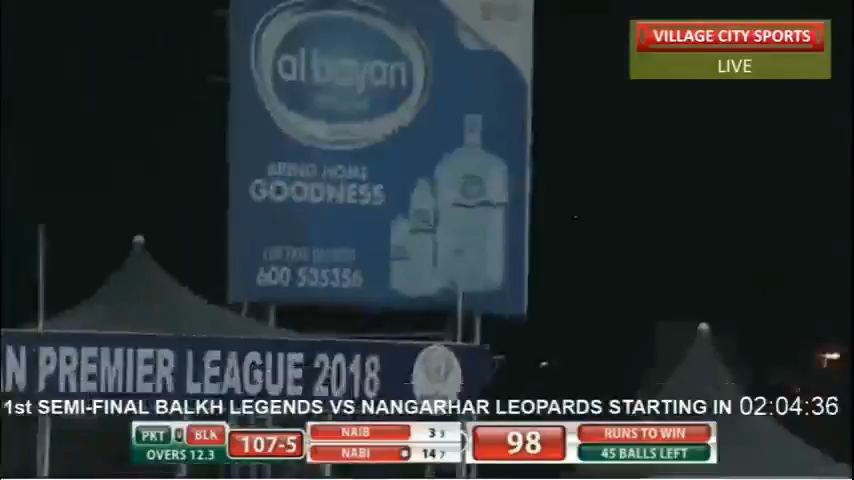 VILLAGE CITY SPORTS
LIVE
al bayan
BRING HOME
GOODNESS
600 535356
N PREMIER LEAGUE 2018
1st SEMI-FINAL BALKH LEGENDS VS NANGARHAR LEOPARDS STARTING IN 02:04:36
PKT v BLK
OVERS 12.3
107-5
NAIB 3 3
NABI 14 7
98
RUNS TO WIN
45 BALLS LEFT